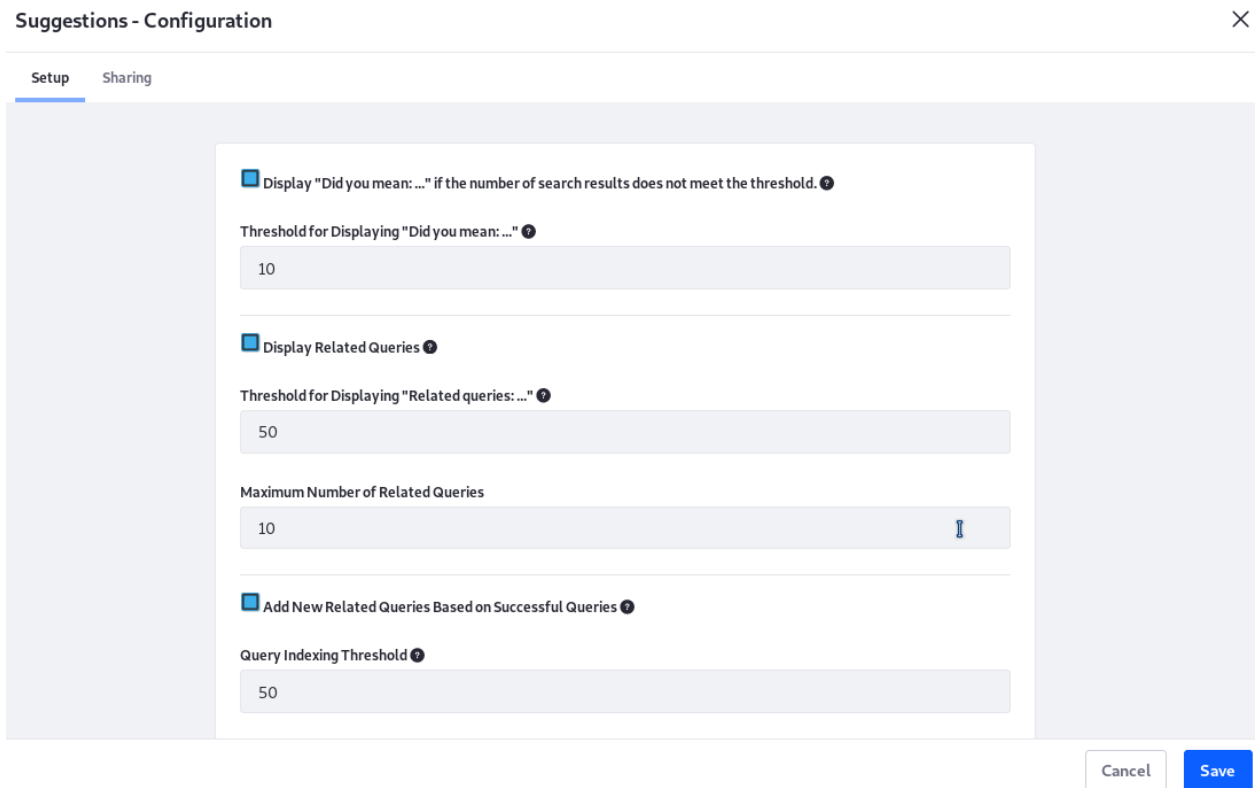 Suggestions - Configuration
Setup Sharing
Display "Did you mean: ..." if the number of search results does not meet the threshold. ?
Threshold for Displaying "Did you mean: ..." ?
10
Display Related Queries ?
Threshold for Displaying "Related queries: ..." ?
50
Maximum Number of Related Queries
10
Add New Related Queries Based on Successful Queries ?
Query Indexing Threshold ?
50
Cancel Save